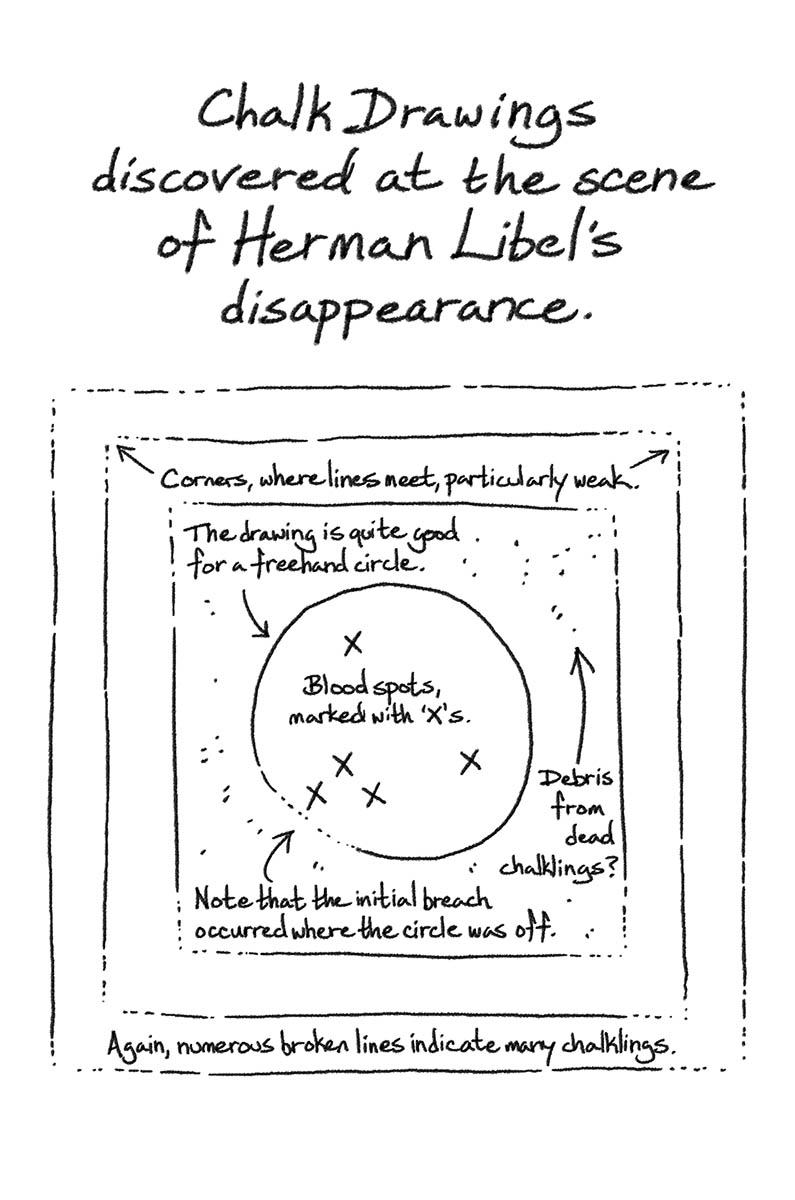 Chalk Drawings
discovered at the scene
of Herman Libel's
disappearance.
Corners, where lines meet, particularly weak.
The drawing is quite good
for a freehand circle.
Blood spots,
marked with 'X's.
Debris
from
dead
chalklings?
Note that the initial breach
occurred where the circle was off.
Again, numerous broken lines indicate many chalklings.